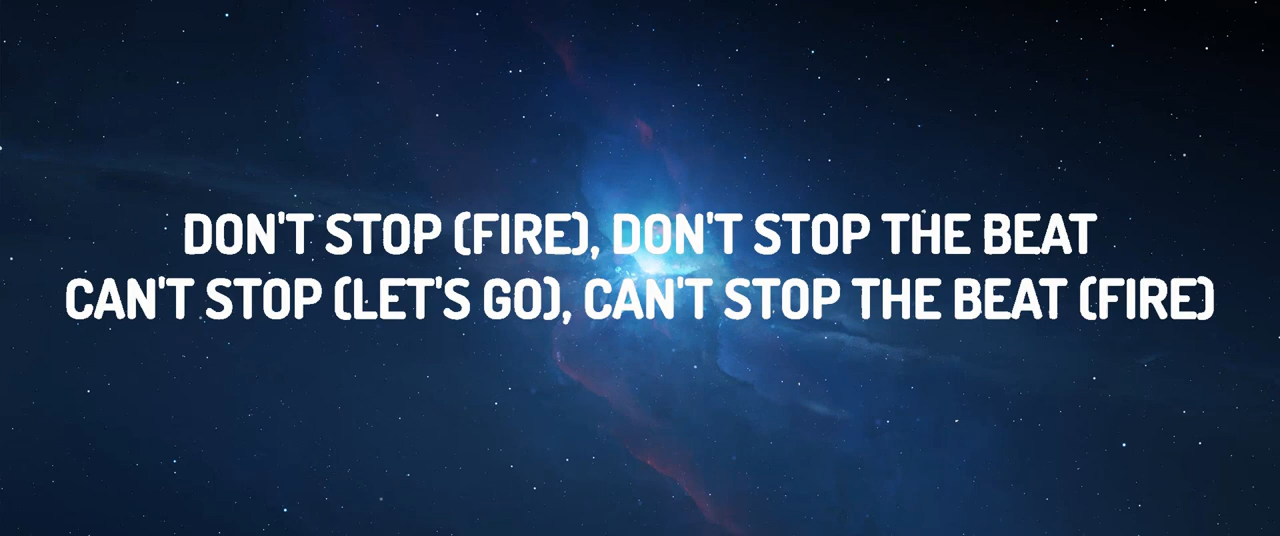 DON'T STOP (FIRE), DON'T STOP THE BEAT
CAN'T STOP (LET'S GO), CAN'T STOP THE BEAT (FIRE)